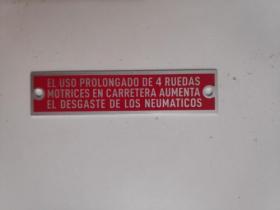 EL USO PROLONGADO DE 4 RUEDAS
MOTRICES EN CARRETERA AUMENTA
EL DESGASTE DE LOS NEUMATICOS